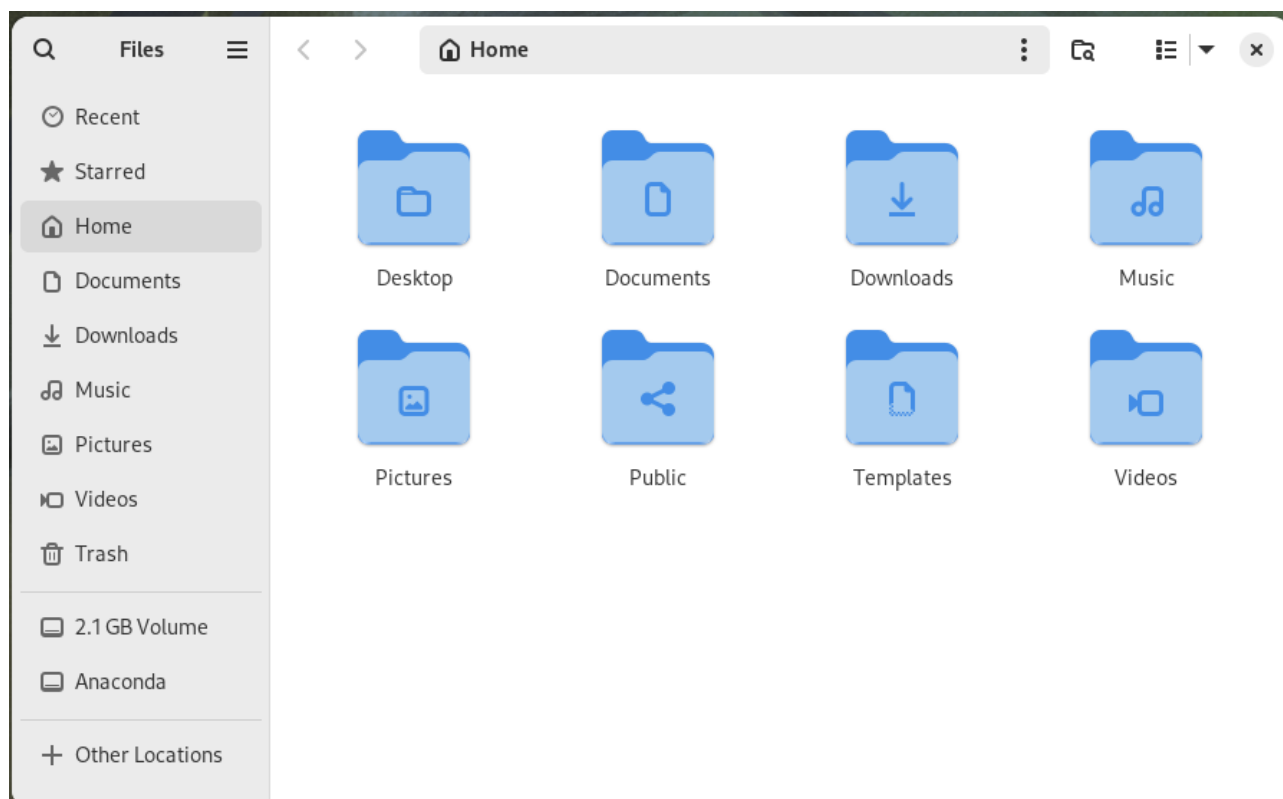 Files
Recent
Starred
Home
Documents
Downloads
Music
Pictures
Videos
Trash
2.1 GB Volume
Anaconda
Other Locations
Home
Desktop
Documents
Downloads
Music
Pictures
Public
Templates
Videos